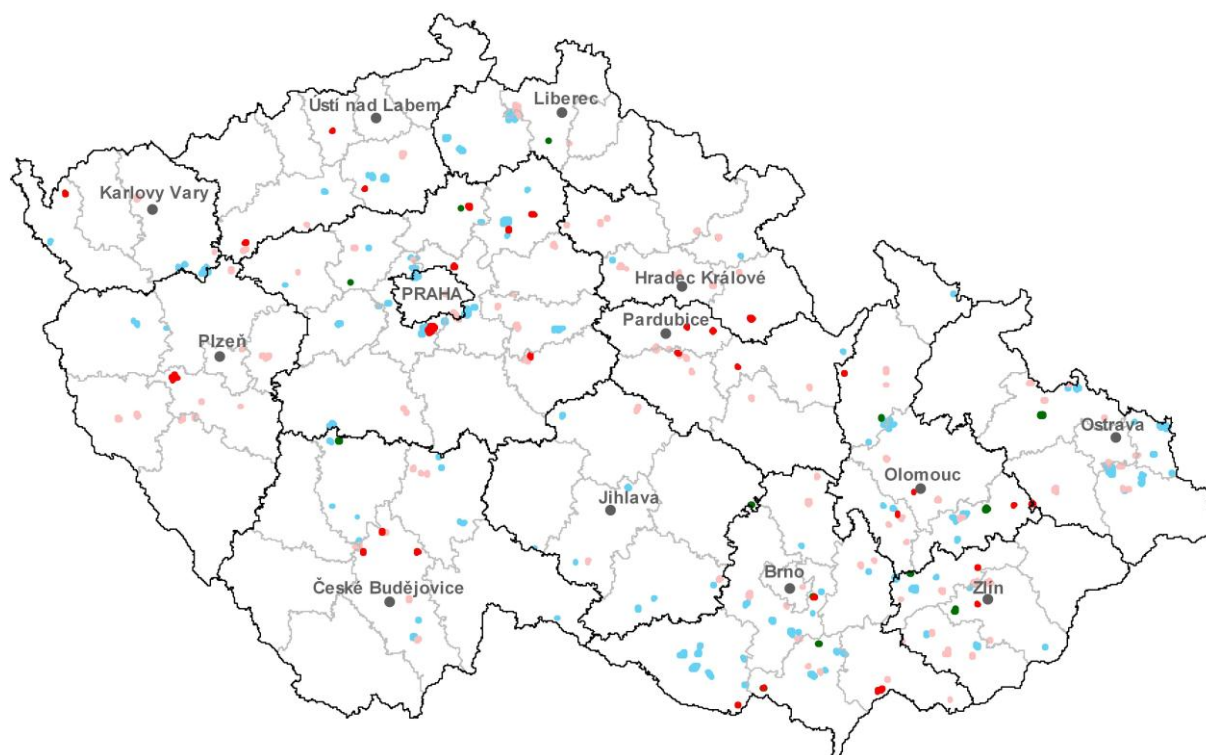 Liberec
Ústí nad Labem
Karlovy Vary
Hradec Králové
PRAHA
Pardubice
Plzeň
Ostrava
Olomouc
Jihlava
Brno
Zlín
České Budějovice